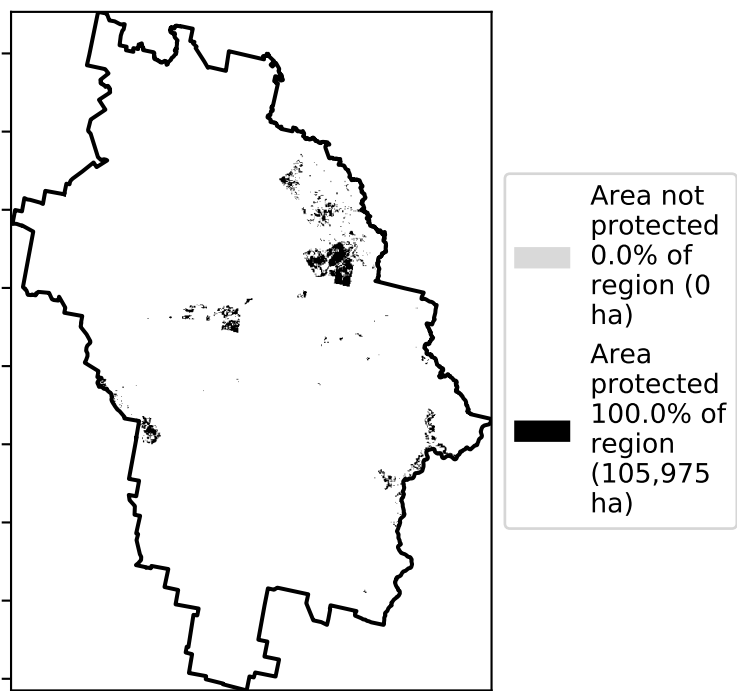 Area not
protected
0.0% of
region (0
ha)
Area
protected
100.0% of
region
(105,975
ha)